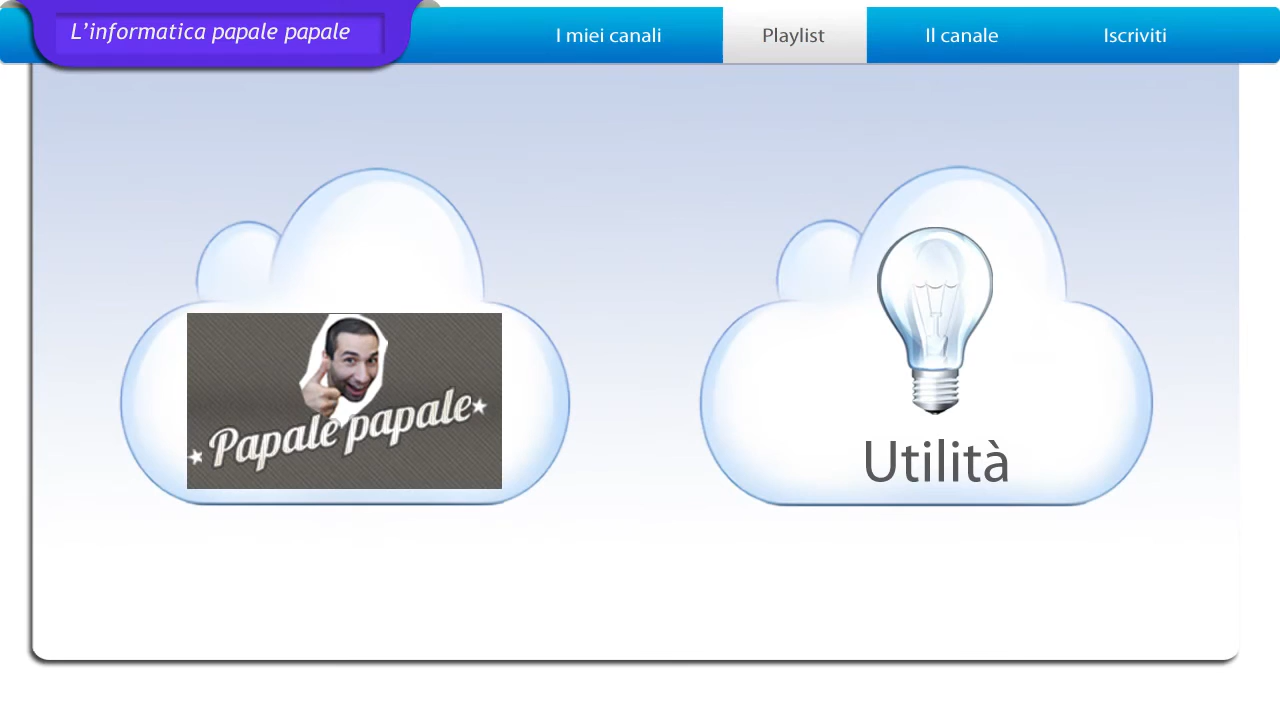 L'informatica papale papale
I miei canali
Playlist
Il canale
Iscriviti
Papale papale
Utilità